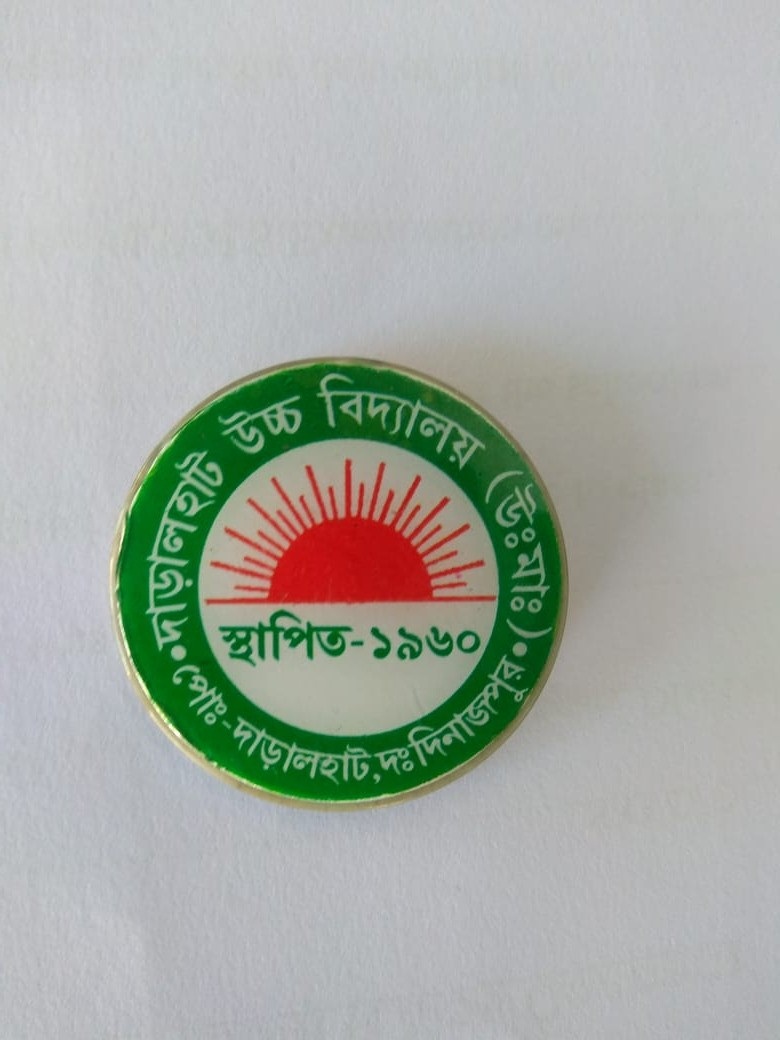 দাড়ালহাট উচ্চ বিদ্যালয় (উঃমাঃ)
স্থাপিত-১৯৬০
পোঃ-দাড়ালহাট,দঃদিনাজপুর